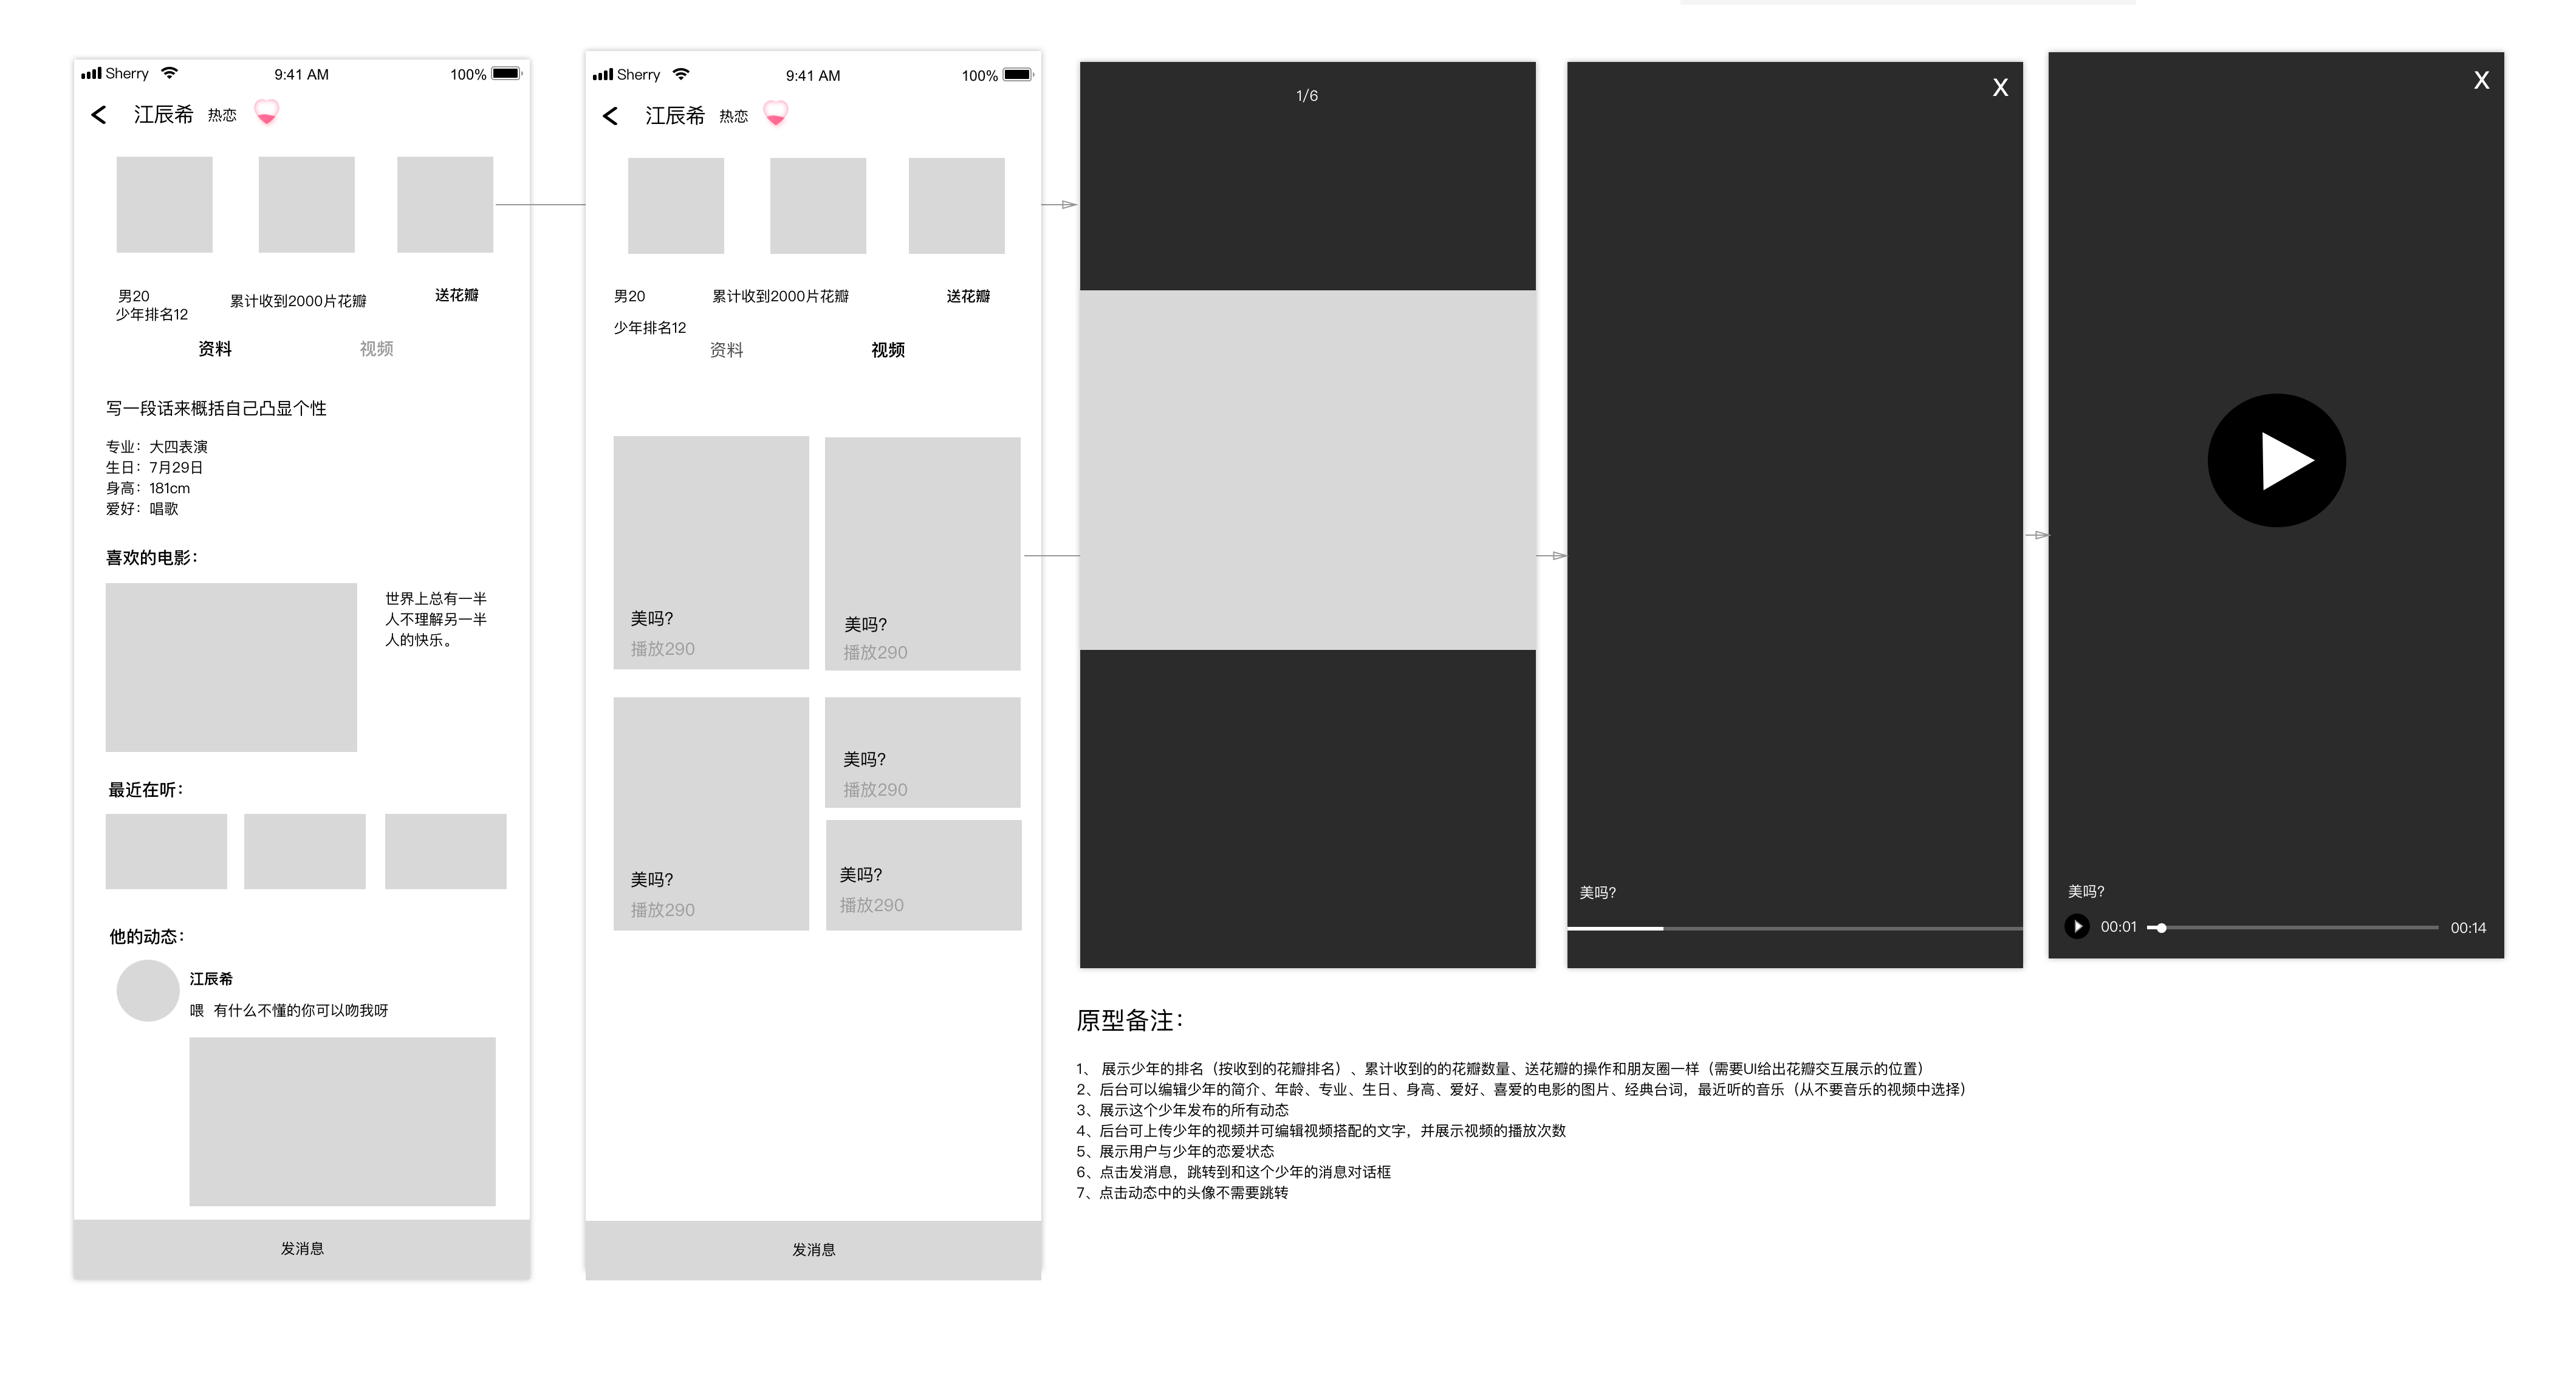 Sherry
9:41 AM
100%
江辰希 热恋
男20
少年排名12
累计收到2000片花瓣
送花瓣
资料
视频
写一段话来概括自己凸显个性
专业：大四表演
生日：7月29日
身高：181cm
爱好：唱歌
喜欢的电影：
世界上总有一半
人不理解另一半
人的快乐。
最近在听：
他的动态：
江辰希
喂 有什么不懂的你可以吻我呀
发消息
Sherry
9:41 AM
100%
江辰希 热恋
男20
少年排名12
累计收到2000片花瓣
送花瓣
资料
视频
美吗?
播放290
美吗?
播放290
美吗?
播放290
美吗?
播放290
美吗?
播放290
发消息
1/6
X
美吗?
X
美吗?
00:01
00:14
原型备注：
1、 展示少年的排名（按收到的花瓣排名）、累计收到的的花瓣数量、送花瓣的操作和朋友圈一样（需要UI给出花瓣交互展示的位置）
2、后台可以编辑少年的简介、年龄、专业、生日、身高、爱好、喜爱的电影的图片、经典台词，最近听的音乐（从不要音乐的视频中选择）
3、展示这个少年发布的所有动态
4、后台可上传少年的视频并可编辑视频搭配的文字，并展示视频的播放次数
5、展示用户与少年的恋爱状态
6、点击发消息，跳转到和这个少年的消息对话框
7、点击动态中的头像不需要跳转